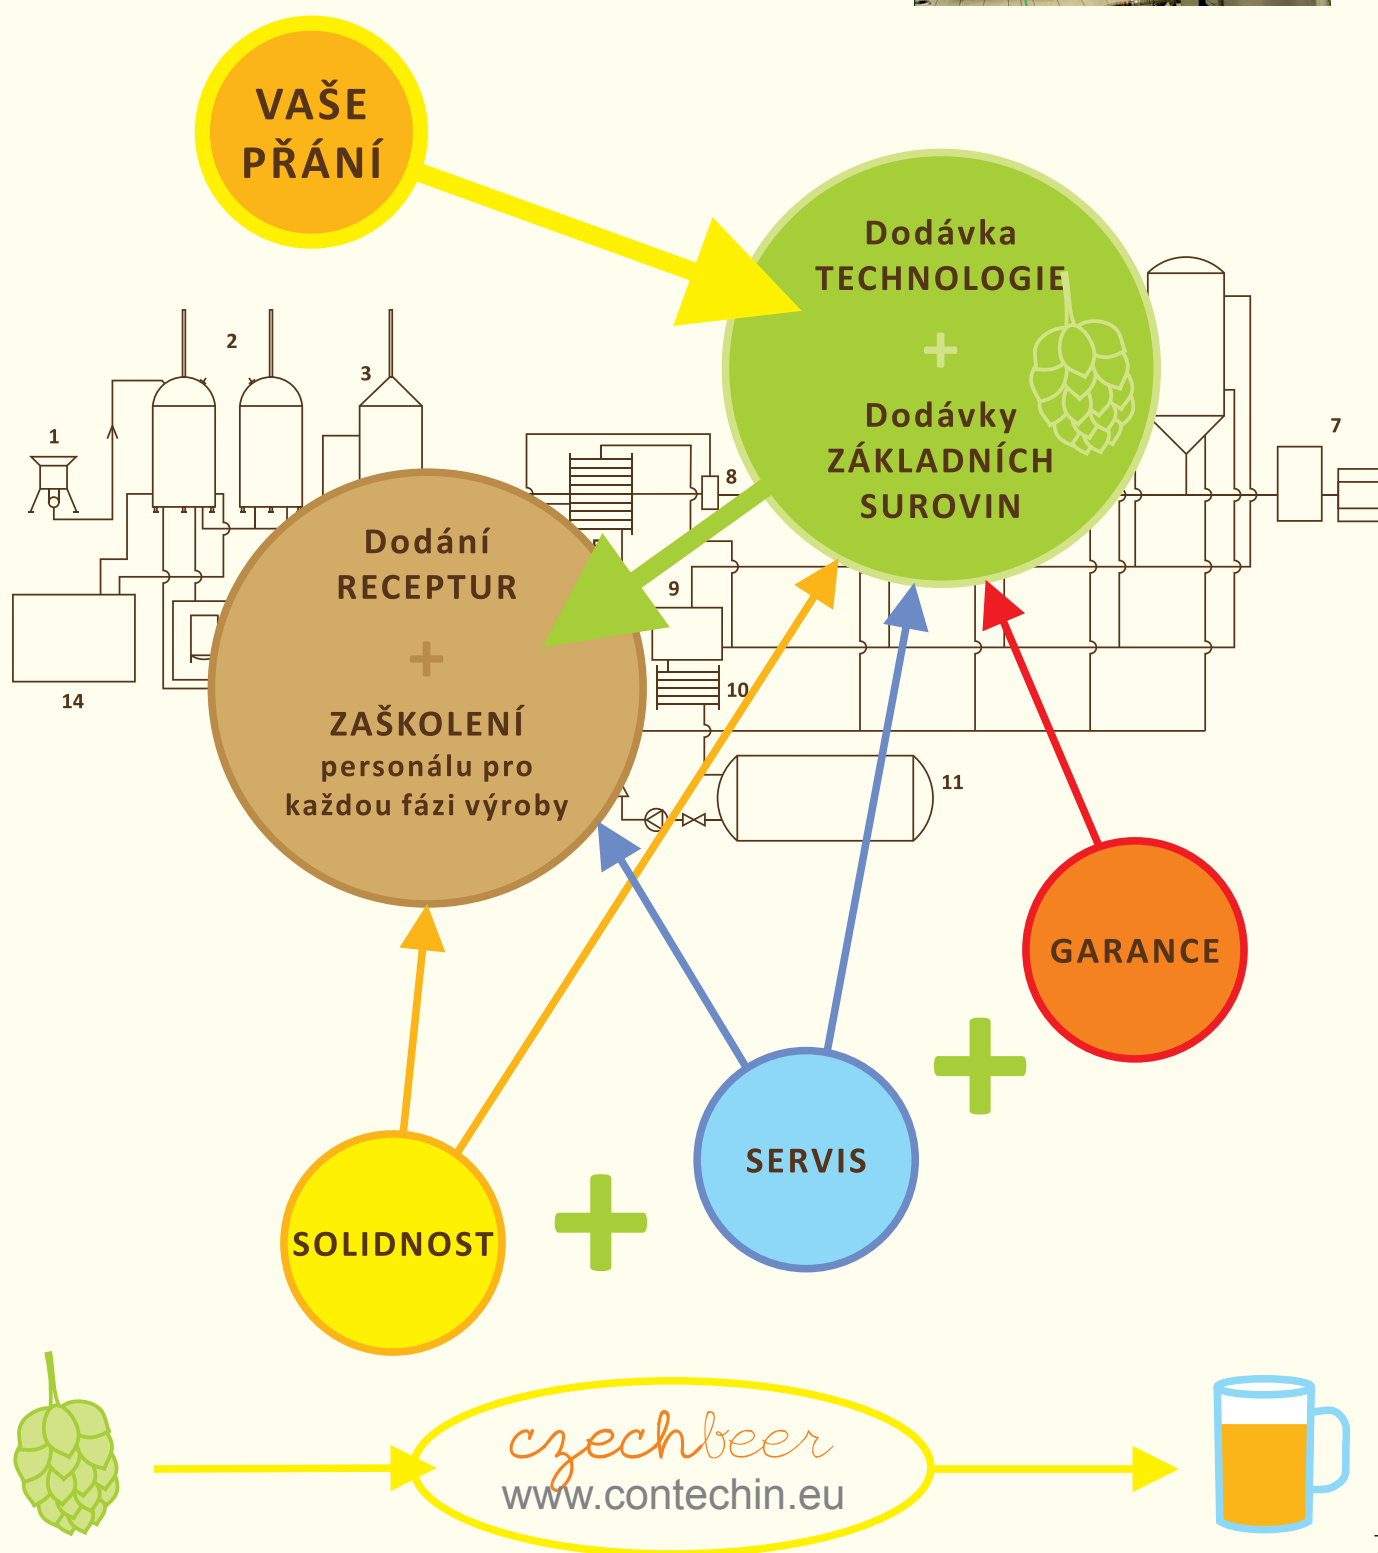 VAŠE
PŘÁNÍ
Dodávka
TECHNOLOGIE
+
Dodávky
ZÁKLADNÍCH
SUROVIN
2
3
1
7
8
Dodání
RECEPTUR
+
ZAŠKOLENÍ
personálu pro
každou fázi výroby
9
10
14
11
GARANCE
+
SERVIS
+
SOLIDNOST
czechbeer
www.contechin.eu